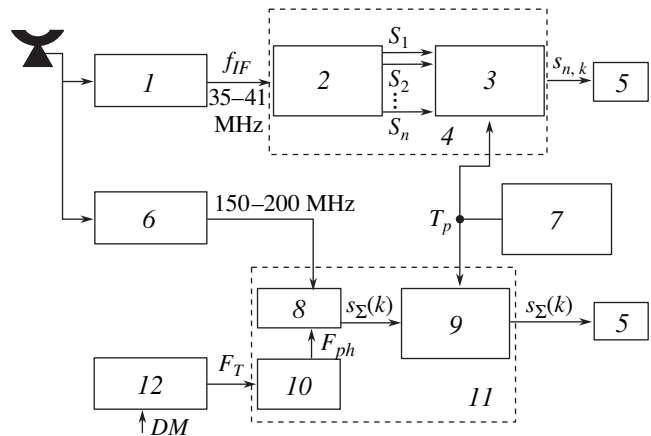 1
f_IF
35–41
MHz
2
S_1
S_2
⋮
S_n
3
4
s_{n, k}
5
6
150–200 MHz
T_p
7
8
s_Σ(k)
9
s_Σ(k)
5
F_ph
10
11
12
F_T
DM